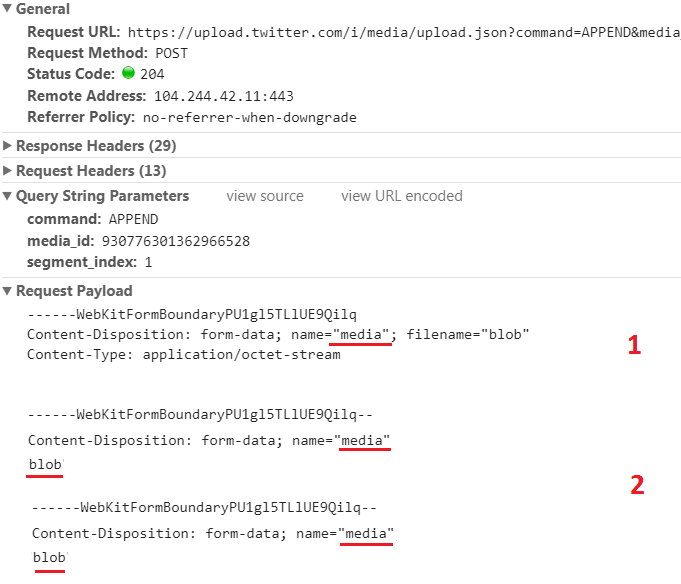 General
Request URL: https://upload.twitter.com/i/media/upload.json?command=APPEND&media_
Request Method: POST
Status Code: 204
Remote Address: 104.244.42.11:443
Referrer Policy: no-referrer-when-downgrade
Response Headers (29)
Request Headers (13)
Query String Parameters view source view URL encoded
command: APPEND
media_id: 930776301362966528
segment_index: 1
Request Payload
------WebKitFormBoundaryPU1gl5TLlUE9Qilq
Content-Disposition: form-data; name="media"; filename="blob"
Content-Type: application/octet-stream
1
------WebKitFormBoundaryPU1gl5TLlUE9Qilq--
Content-Disposition: form-data; name="media"
blob
2
------WebKitFormBoundaryPU1gl5TLlUE9Qilq--
Content-Disposition: form-data; name="media"
blob